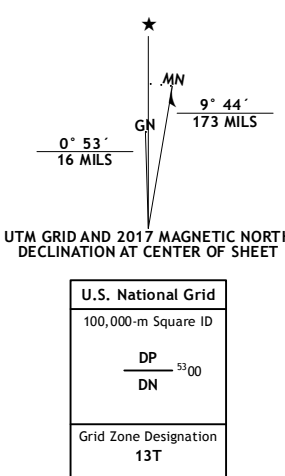 ★
MN
GN
9° 44´
173 MILS
0° 53´
16 MILS
UTM GRID AND 2017 MAGNETIC NORTH
DECLINATION AT CENTER OF SHEET
U.S. National Grid
100,000-m Square ID
DP
5300
DN
Grid Zone Designation
13T